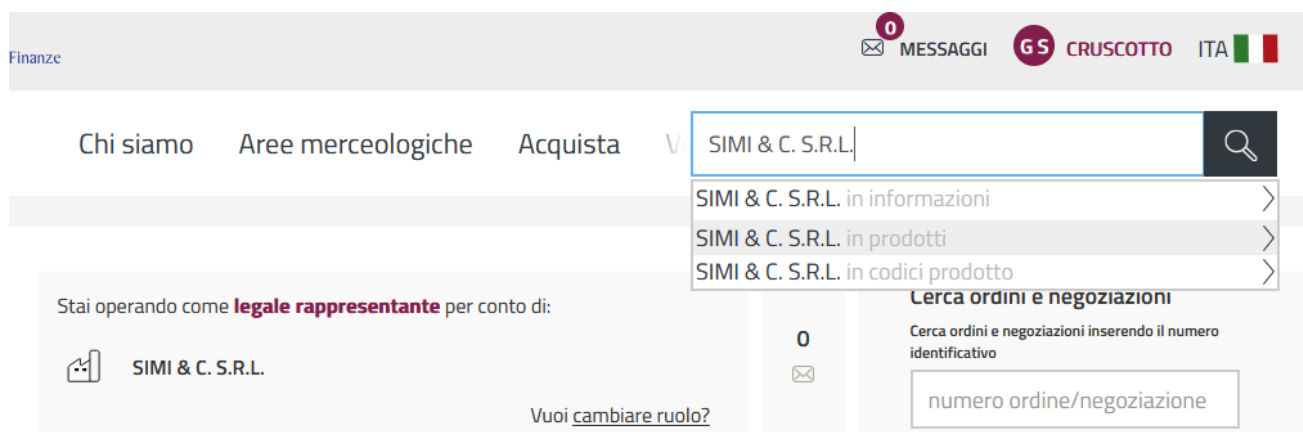 0
MESSAGGI GS CRUSCOTTO ITA
Finanze
Chi siamo Aree merceologiche Acquista V SIMI & C. S.R.L.
SIMI & C. S.R.L. in informazioni
SIMI & C. S.R.L. in prodotti
SIMI & C. S.R.L. in codici prodotto
Stai operando come legale rappresentante per conto di:
SIMI & C. S.R.L.
Vuoi cambiare ruolo?
0
Cerca ordini e negoziazioni
Cerca ordini e negoziazioni inserendo il numero
identificativo
numero ordine/negoziazione